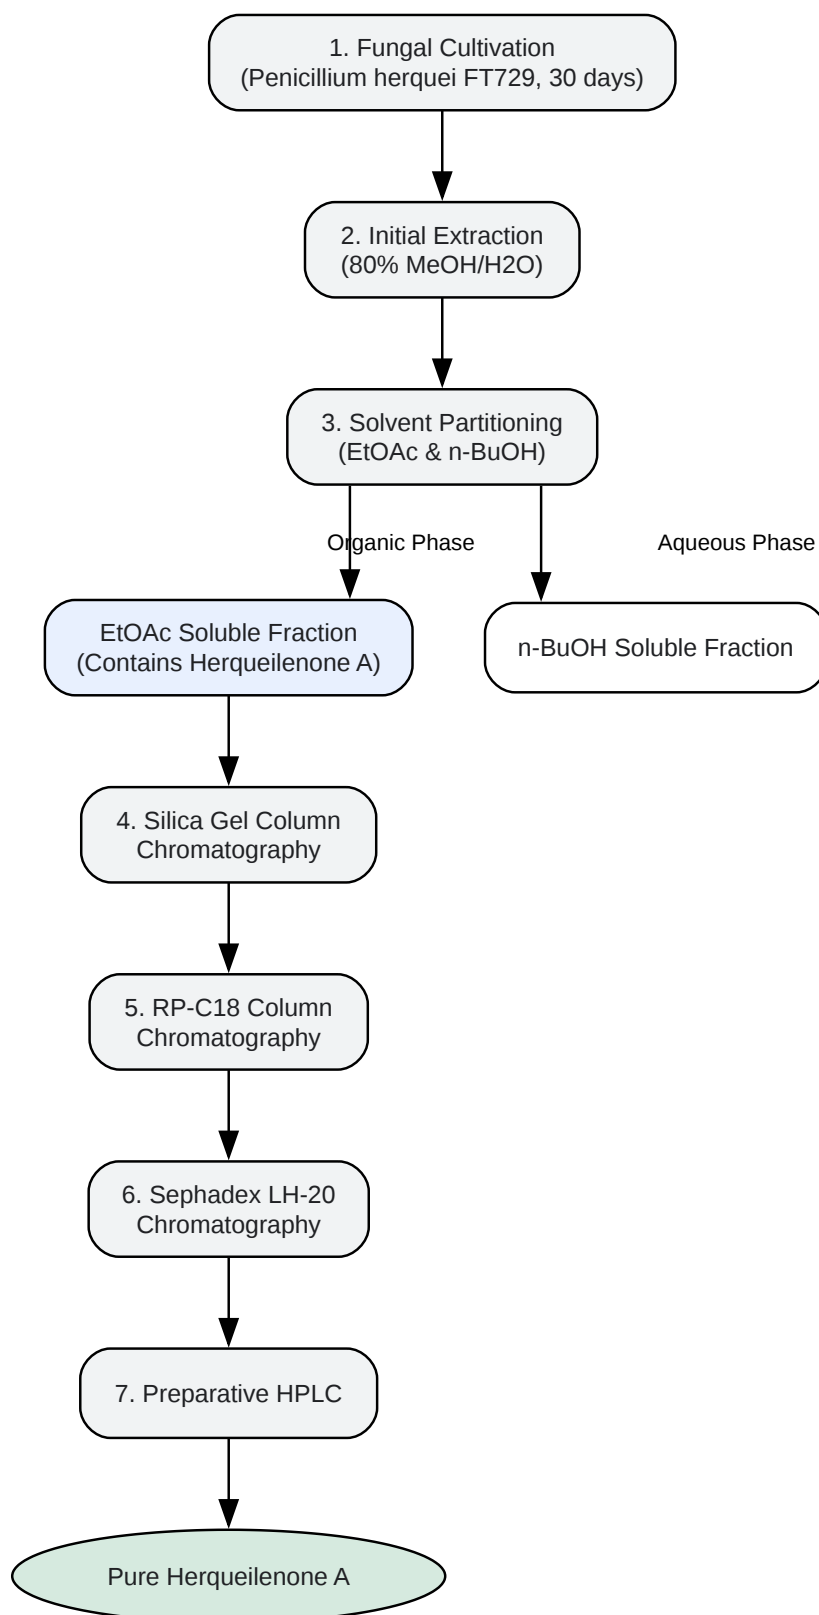 1. Fungal Cultivation
(Penicillium herquei FT729, 30 days)
2. Initial Extraction
(80% MeOH/H2O)
3. Solvent Partitioning
(EtOAc & n-BuOH)
Organic Phase
Aqueous Phase
EtOAc Soluble Fraction
(Contains Herqueilenone A)
n-BuOH Soluble Fraction
4. Silica Gel Column
Chromatography
5. RP-C18 Column
Chromatography
6. Sephadex LH-20
Chromatography
7. Preparative HPLC
Pure Herqueilenone A